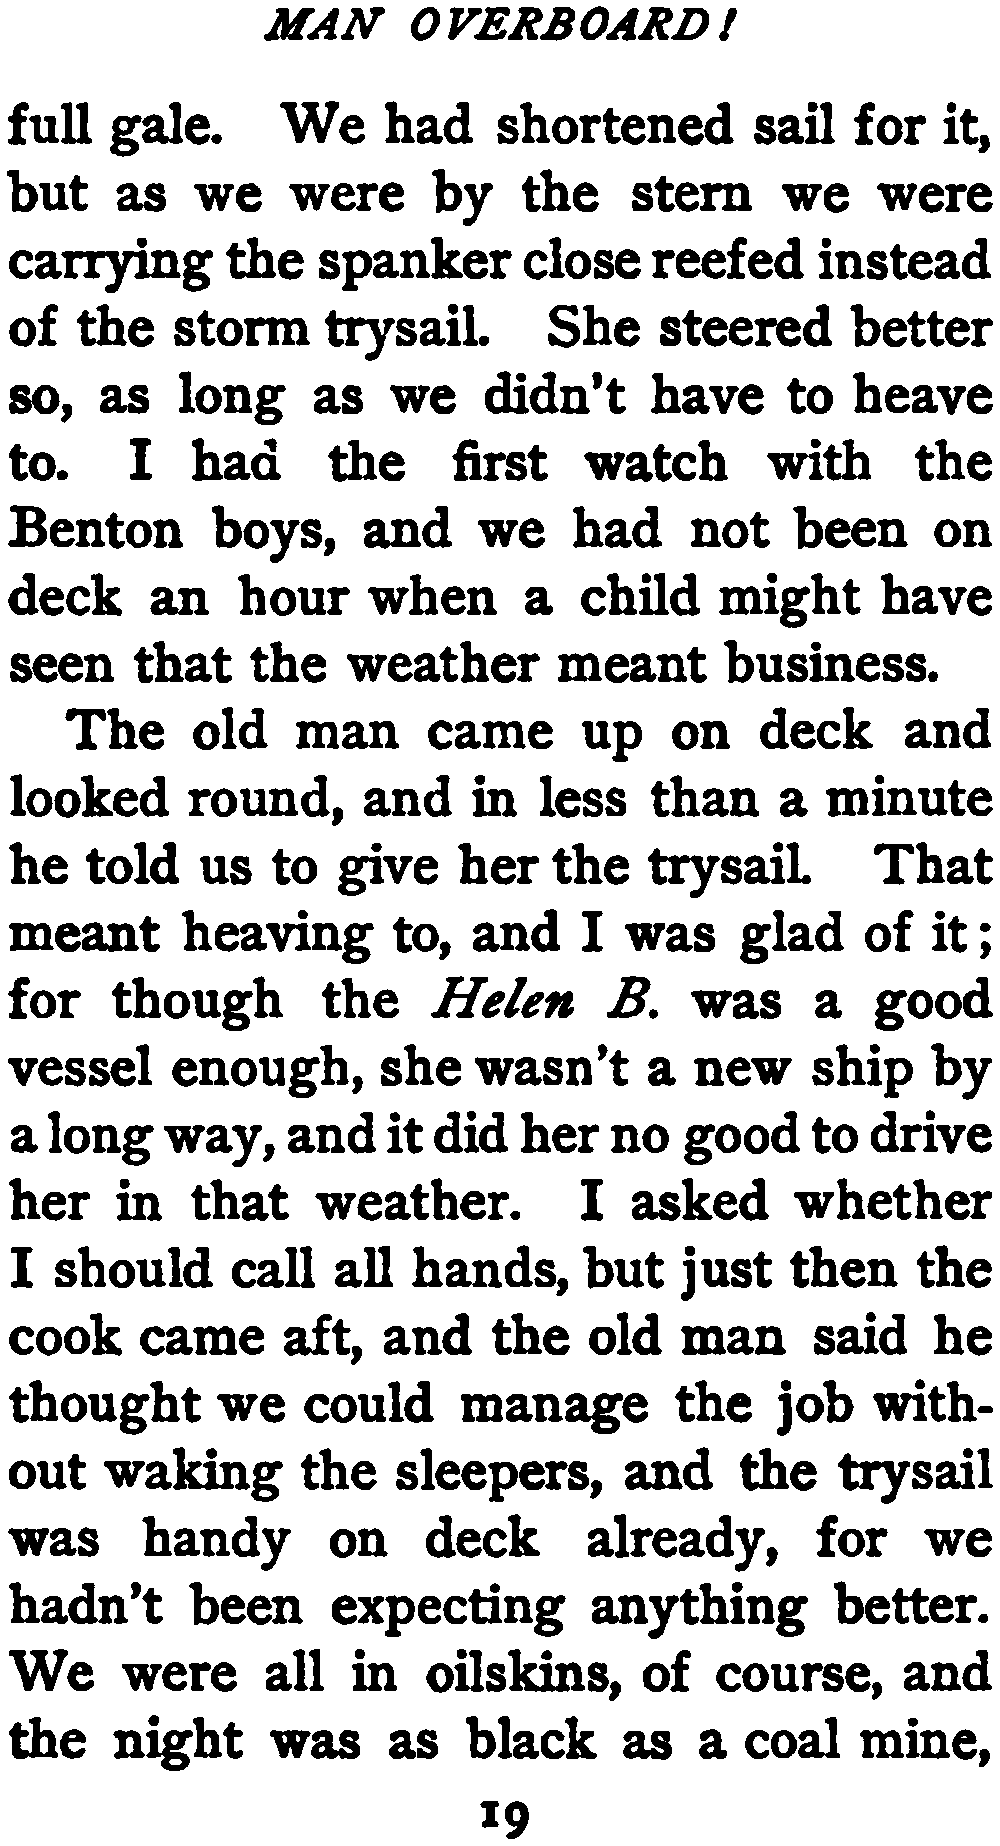 MAN OVERBOARD!
full gale. We had shortened sail for it,
but as we were by the stern we were
carrying the spanker close reefed instead
of the storm trysail. She steered better
so, as long as we didn't have to heave
to. I had the first watch with the
Benton boys, and we had not been on
deck an hour when a child might have
seen that the weather meant business.
The old man came up on deck and
looked round, and in less than a minute
he told us to give her the trysail. That
meant heaving to, and I was glad of it;
for though the Helen B. was a good
vessel enough, she wasn't a new ship by
a long way, and it did her no good to drive
her in that weather. I asked whether
I should call all hands, but just then the
cook came aft, and the old man said he
thought we could manage the job with-
out waking the sleepers, and the trysail
was handy on deck already, for we
hadn't been expecting anything better.
We were all in oilskins, of course, and
the night was as black as a coal mine,
19